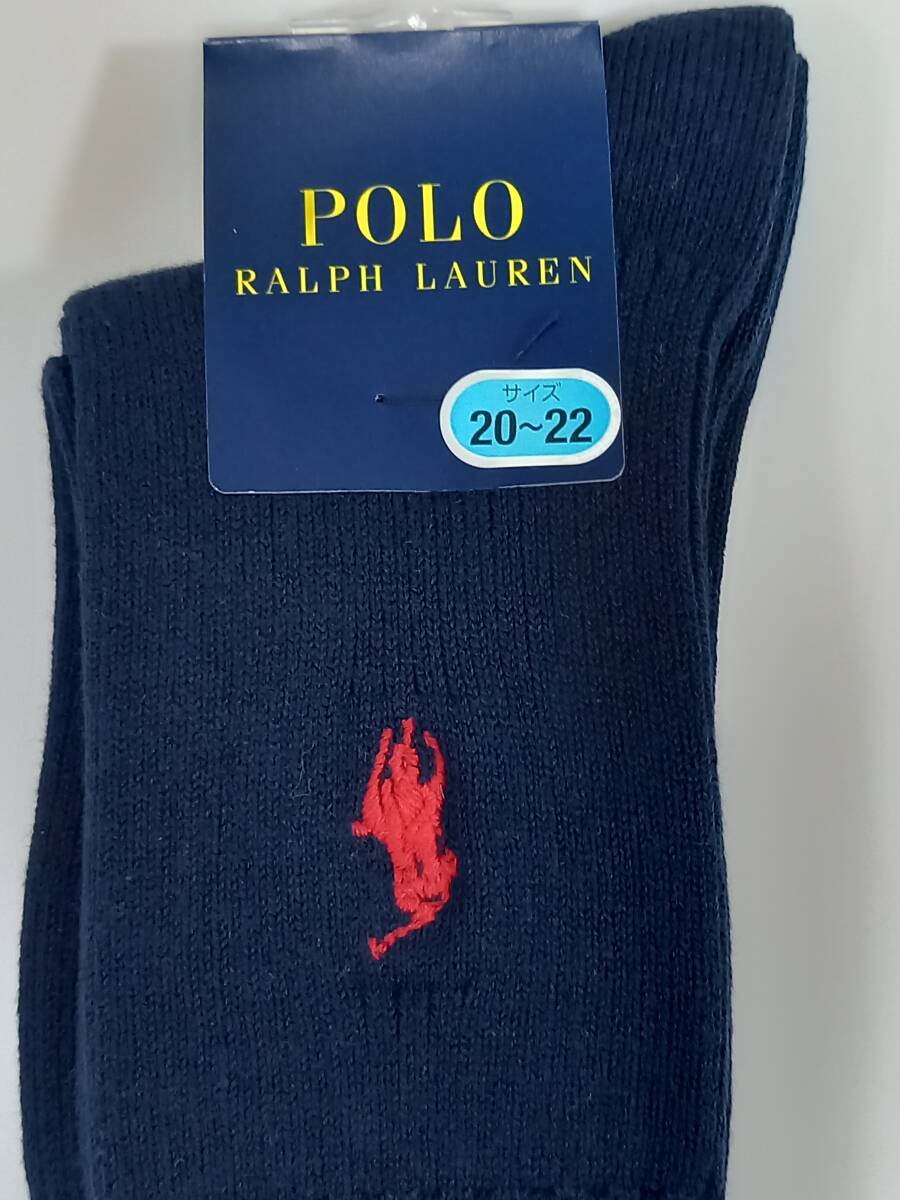 POLO
RALPH LAUREN
サイズ
20～22